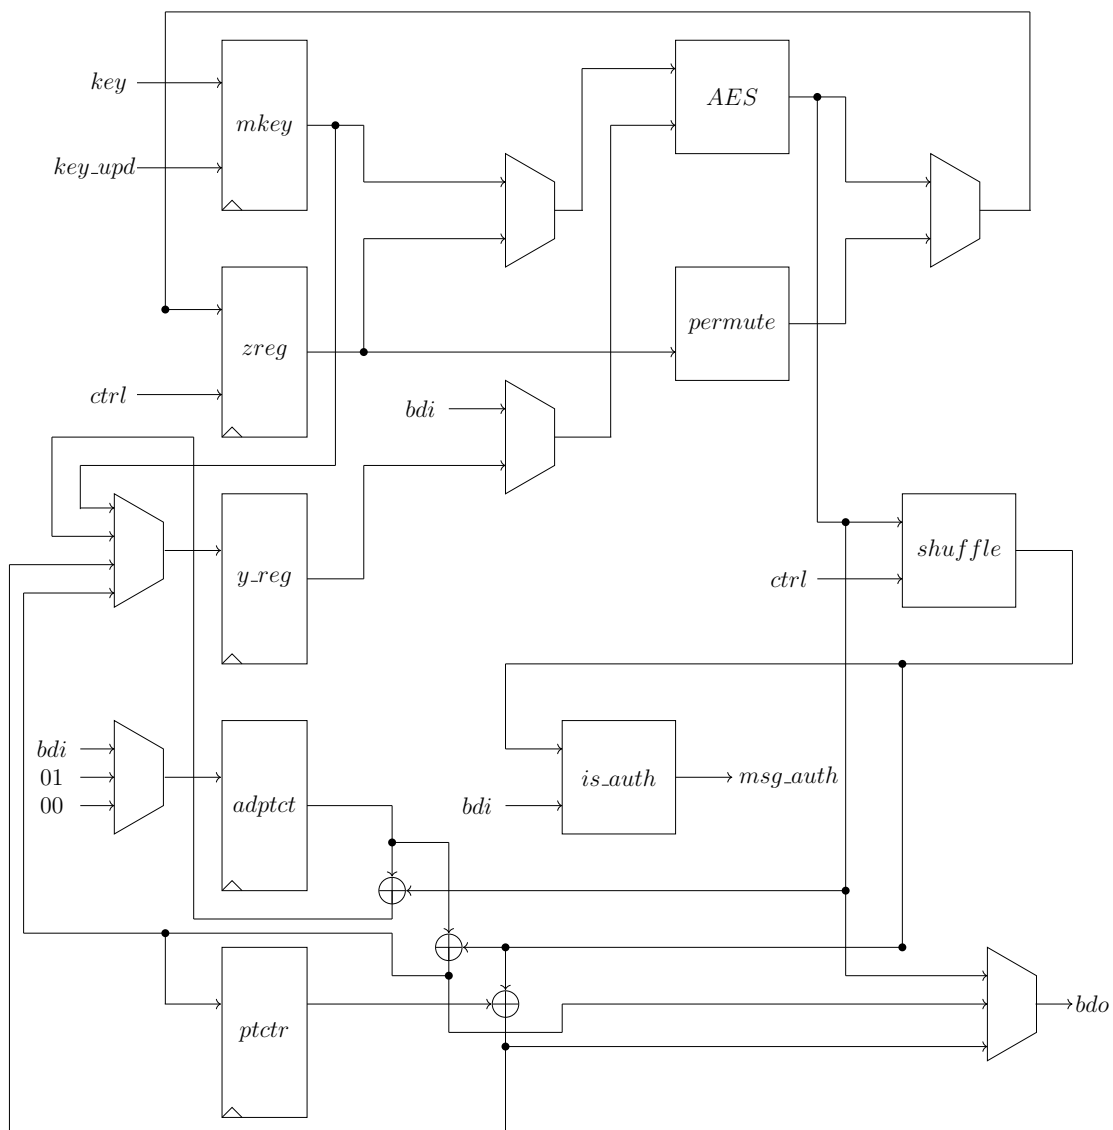 key
mkey
AES
key_upd
permute
zreg
ctrl
bdi
shuffle
y_reg
ctrl
bdi
01
00
adptct
is_auth
msg_auth
bdi
bdo
ptctr